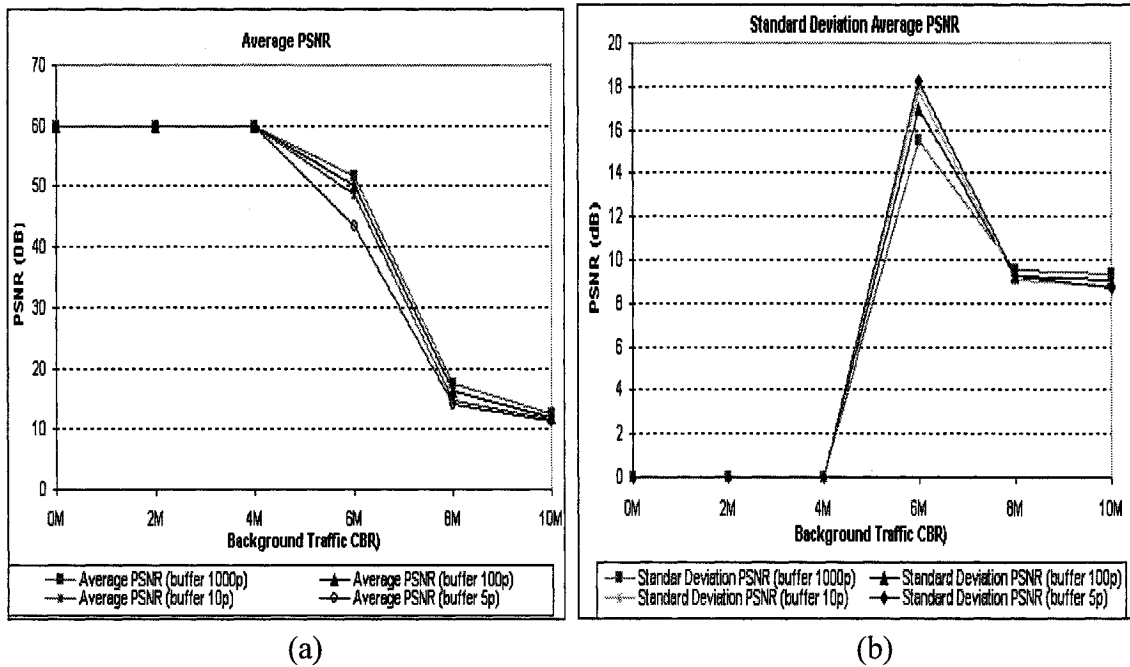 Average PSNR
70
60
50
40
30
20
10
0
PSNR (DB)
0M 2M 4M 6M 8M 10M
Background Traffic CBR)
Average PSNR (buffer 1000p) Average PSNR (buffer 100p)
Average PSNR (buffer 10p) Average PSNR (buffer 5p)
(a)
Standard Deviation Average PSNR
20
18
16
14
12
10
8
6
4
2
0
PSNR (dB)
0M 2M 4M 6M 8M 10M
Background Traffic CBR)
Standar Deviation PSNR (buffer 1000p) Standard Deviation PSNR (buffer 100p)
Standard Deviation PSNR (buffer 10p) Standard Deviation PSNR (buffer 5p)
(b)